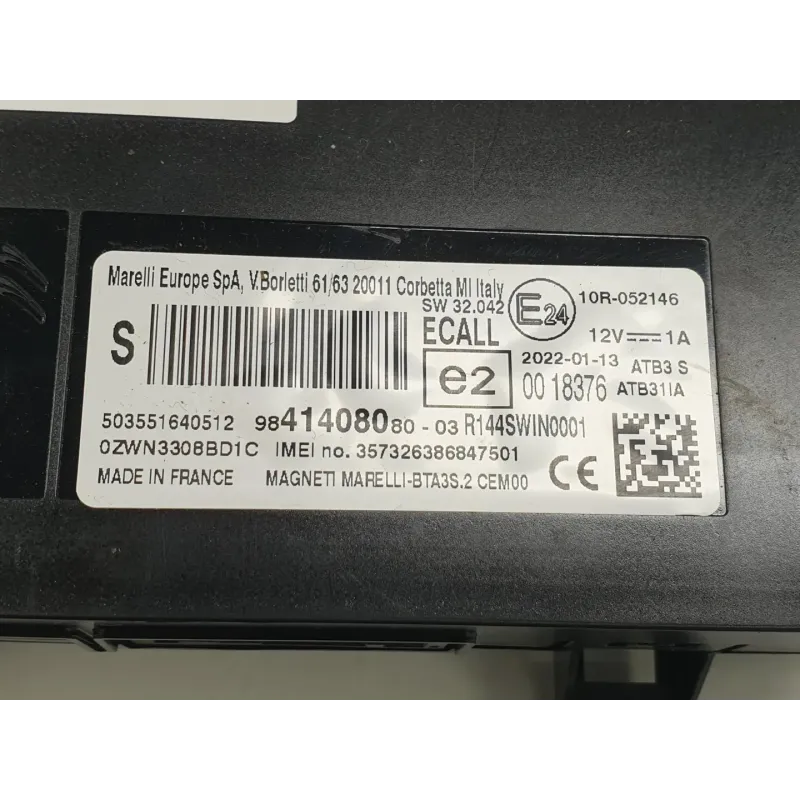 Marelli Europe SpA, V.Borletti 61/63 20011 Corbetta MI Italy
SW 32.042
E24
10R-052146
S
ECALL
12V⎓1A
e2
2022-01-13 ATB3 S
00 18376 ATB31IA
503551640512 9841408080 - 03 R144SWIN0001
0ZWN3308BD1C IMEI no. 357326386847501
MADE IN FRANCE MAGNETI MARELLI-BTA3S.2 CEM00 CE